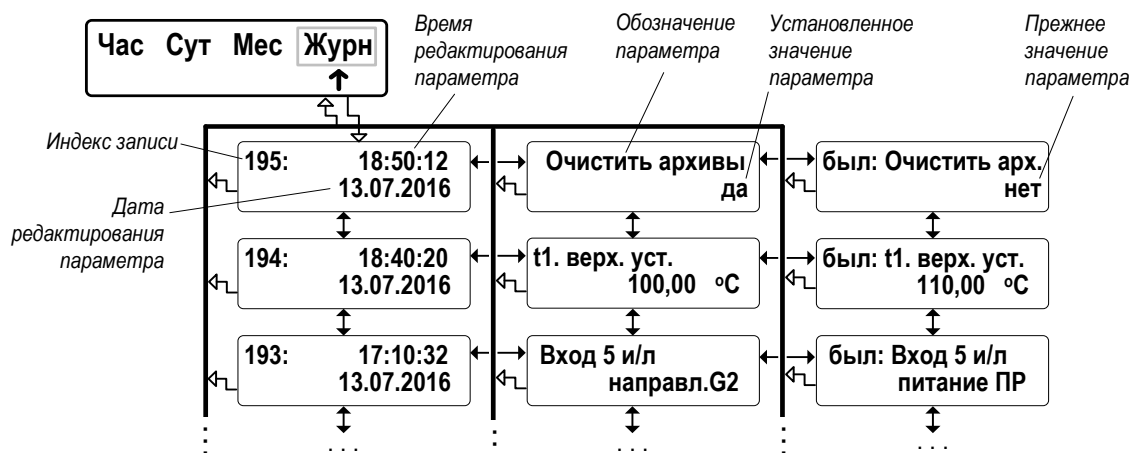 Час Сут Мес Журн
Время
редактирования
параметра
Обозначение
параметра
Установленное
значение
параметра
Прежнее
значение
параметра
Индекс записи
Дата
редактирования
параметра
195: 18:50:12
13.07.2016
Очистить архивы
да
был: Очистить арх.
нет
194: 18:40:20
13.07.2016
t1. верх. уст.
100,00 ºC
был: t1. верх. уст.
110,00 ºC
193: 17:10:32
13.07.2016
Вход 5 и/л
направл.G2
был: Вход 5 и/л
питание ПР
. . .
. . .
. . .